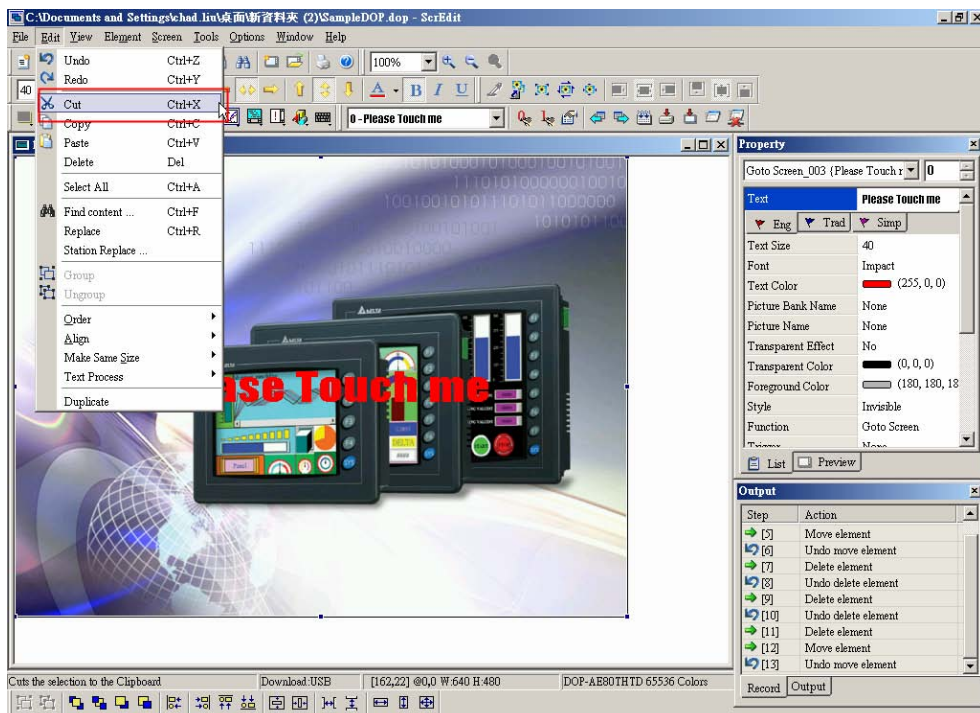 C:\Documents and Settings\chad.liu\桌面\新資料夾 (2)\SampleDOP.dop - ScrEdit
File Edit View Element Screen Tools Options Window Help
Undo Ctrl+Z
Redo Ctrl+Y
Cut Ctrl+X
Copy Ctrl+C
Paste Ctrl+V
Delete Del
Select All Ctrl+A
Find content ... Ctrl+F
Replace Ctrl+R
Station Replace ...
Group
Ungroup
Order
Align
Make Same Size
Text Process
Duplicate
100%
40
A B I U
0 - Please Touch me
ase Touch me
Property
Goto Screen_003 {Please Touch r 0
Text Please Touch me
Eng Trad Simp
Text Size 40
Font Impact
Text Color (255, 0, 0)
Picture Bank Name None
Picture Name None
Transparent Effect No
Transparent Color (0, 0, 0)
Foreground Color (180, 180, 18
Style Invisible
Function Goto Screen
List Preview
Output
Step Action
[5] Move element
[6] Undo move element
[7] Delete element
[8] Undo delete element
[9] Delete element
[10] Undo delete element
[11] Delete element
[12] Move element
[13] Undo move element
Record Output
Cuts the selection to the Clipboard Download:USB [162,22] @0,0 W:640 H:480 DOP-AE80THTD 65536 Colors